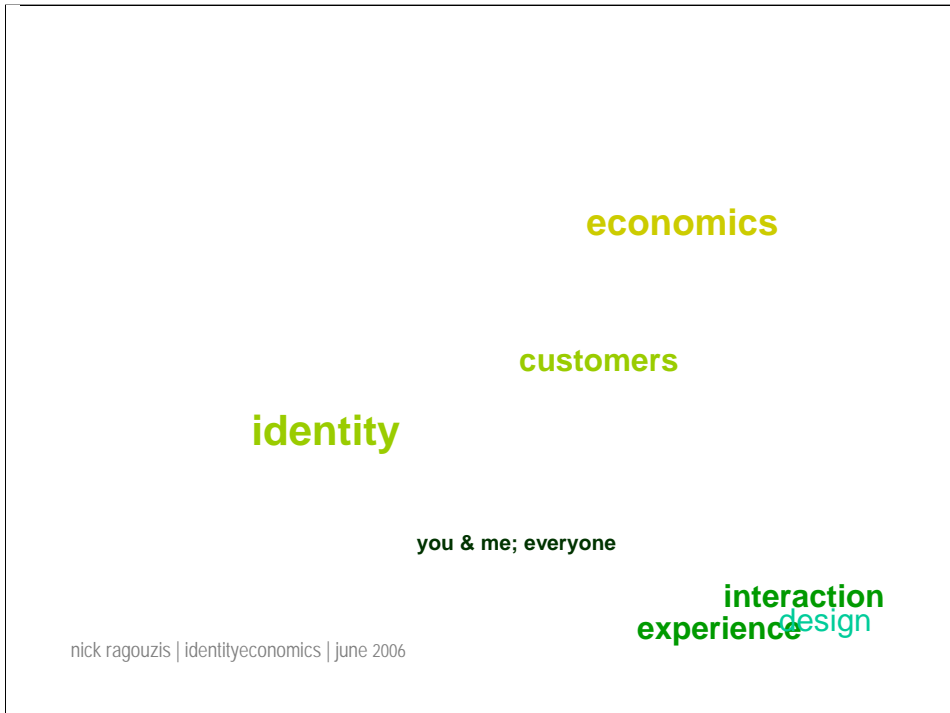 economics
customers
identity
you & me; everyone
interaction
design
experience
nick ragouzis | identityeconomics | june 2006